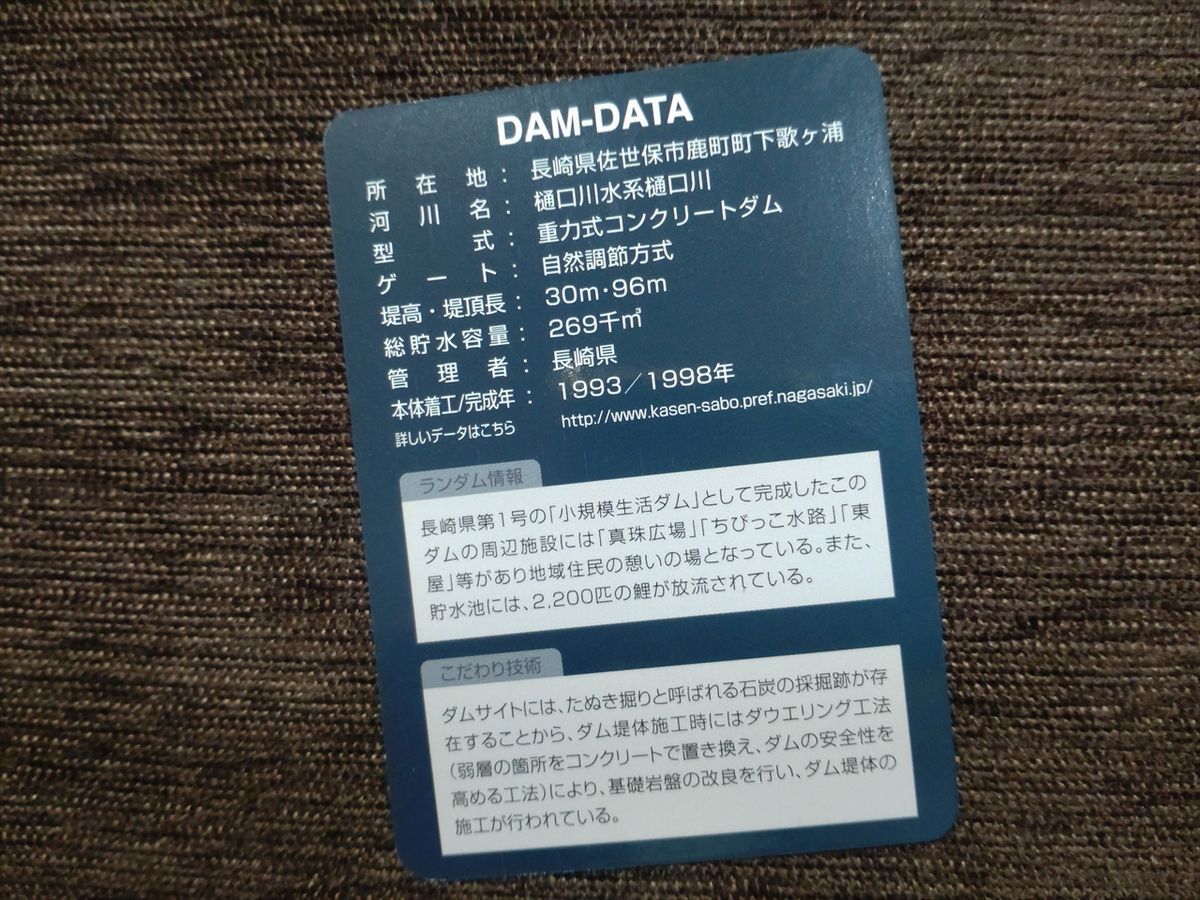 DAM-DATA
所在地：長崎県佐世保市鹿町町下歌ヶ浦
河川名：樋口川水系樋口川
型式：重力式コンクリートダム
ゲート：自然調節方式
堤高・堤頂長：30m・96m
総貯水容量：269千㎥
管理者：長崎県
本体着工/完成年：1993／1998年
詳しいデータはこちら http://www.kasen-sabo.pref.nagasaki.jp/
ランダム情報
長崎県第1号の「小規模生活ダム」として完成したこの
ダムの周辺施設には「真珠広場」「ちびっこ水路」「東
屋」等があり地域住民の憩いの場となっている。また、
貯水池には、2,200匹の鯉が放流されている。
こだわり技術
ダムサイトには、たぬき掘りと呼ばれる石炭の採掘跡が存
在することから、ダム堤体施工時にはダウエリング工法
（弱層の箇所をコンクリートで置き換え、ダムの安全性を
高める工法）により、基礎岩盤の改良を行い、ダム堤体の
施工が行われている。